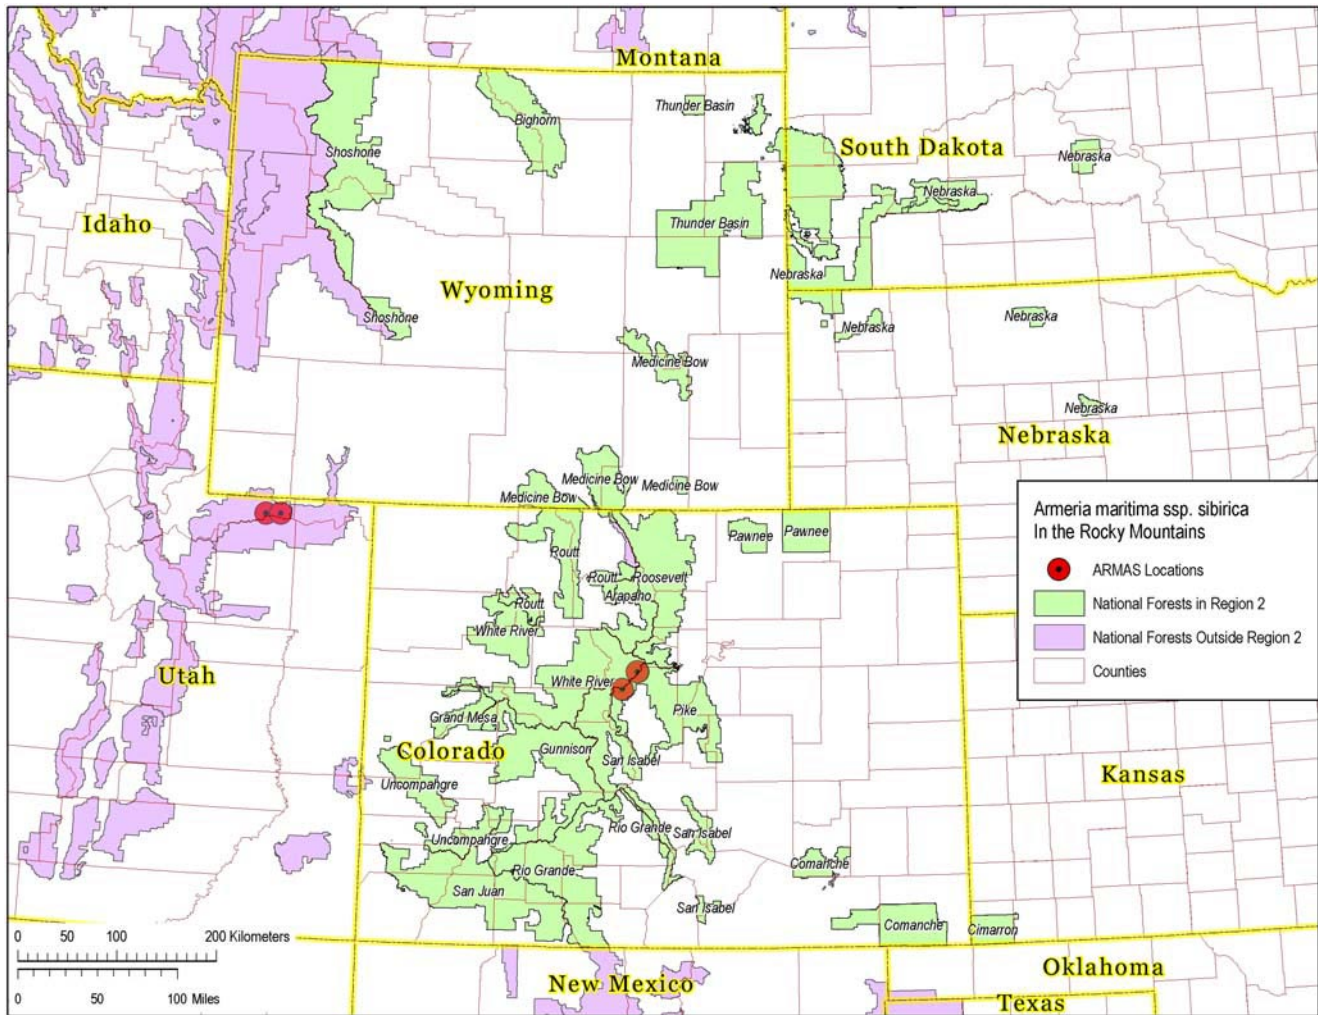 Montana
Thunder Basin
Bighorn
South Dakota
Shoshone
Nebraska
Nebraska
Idaho
Thunder Basin
Nebraska
Wyoming
Shoshone
Nebraska
Nebraska
Medicine Bow
Nebraska
Nebraska
Medicine Bow
Medicine Bow
Medicine Bow
Pawnee
Pawnee
Routt
Routt
Roosevelt
Arapaho
Routt
White River
Utah
White River
Grand Mesa
Pike
Colorado
Gunnison
San Isabel
Uncompahgre
Rio Grande
San Isabel
Uncompahgre
Rio Grande
San Juan
Comanche
San Isabel
Comanche
Cimarron
Kansas
New Mexico
Oklahoma
Texas
Armeria maritima ssp. sibirica
In the Rocky Mountains
ARMAS Locations
National Forests in Region 2
National Forests Outside Region 2
Counties
0 50 100 200 Kilometers
0 50 100 Miles